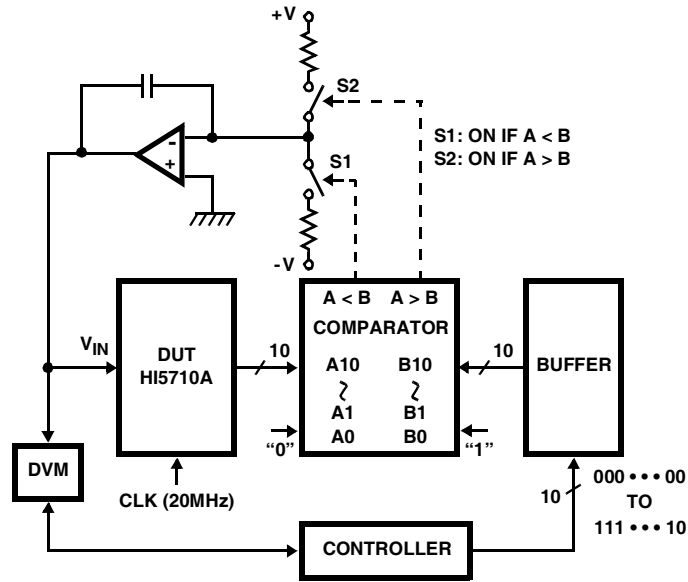 +V
S2
S1: ON IF A < B
S2: ON IF A > B
-
+
S1
-V
A < B A > B
COMPARATOR
VIN
DUT
HI5710A
10
A10 B10
A1 B1
A0 B0
10
BUFFER
"0"
"1"
DVM
CLK (20MHz)
10
000 • • • 00
TO
111 • • • 10
CONTROLLER